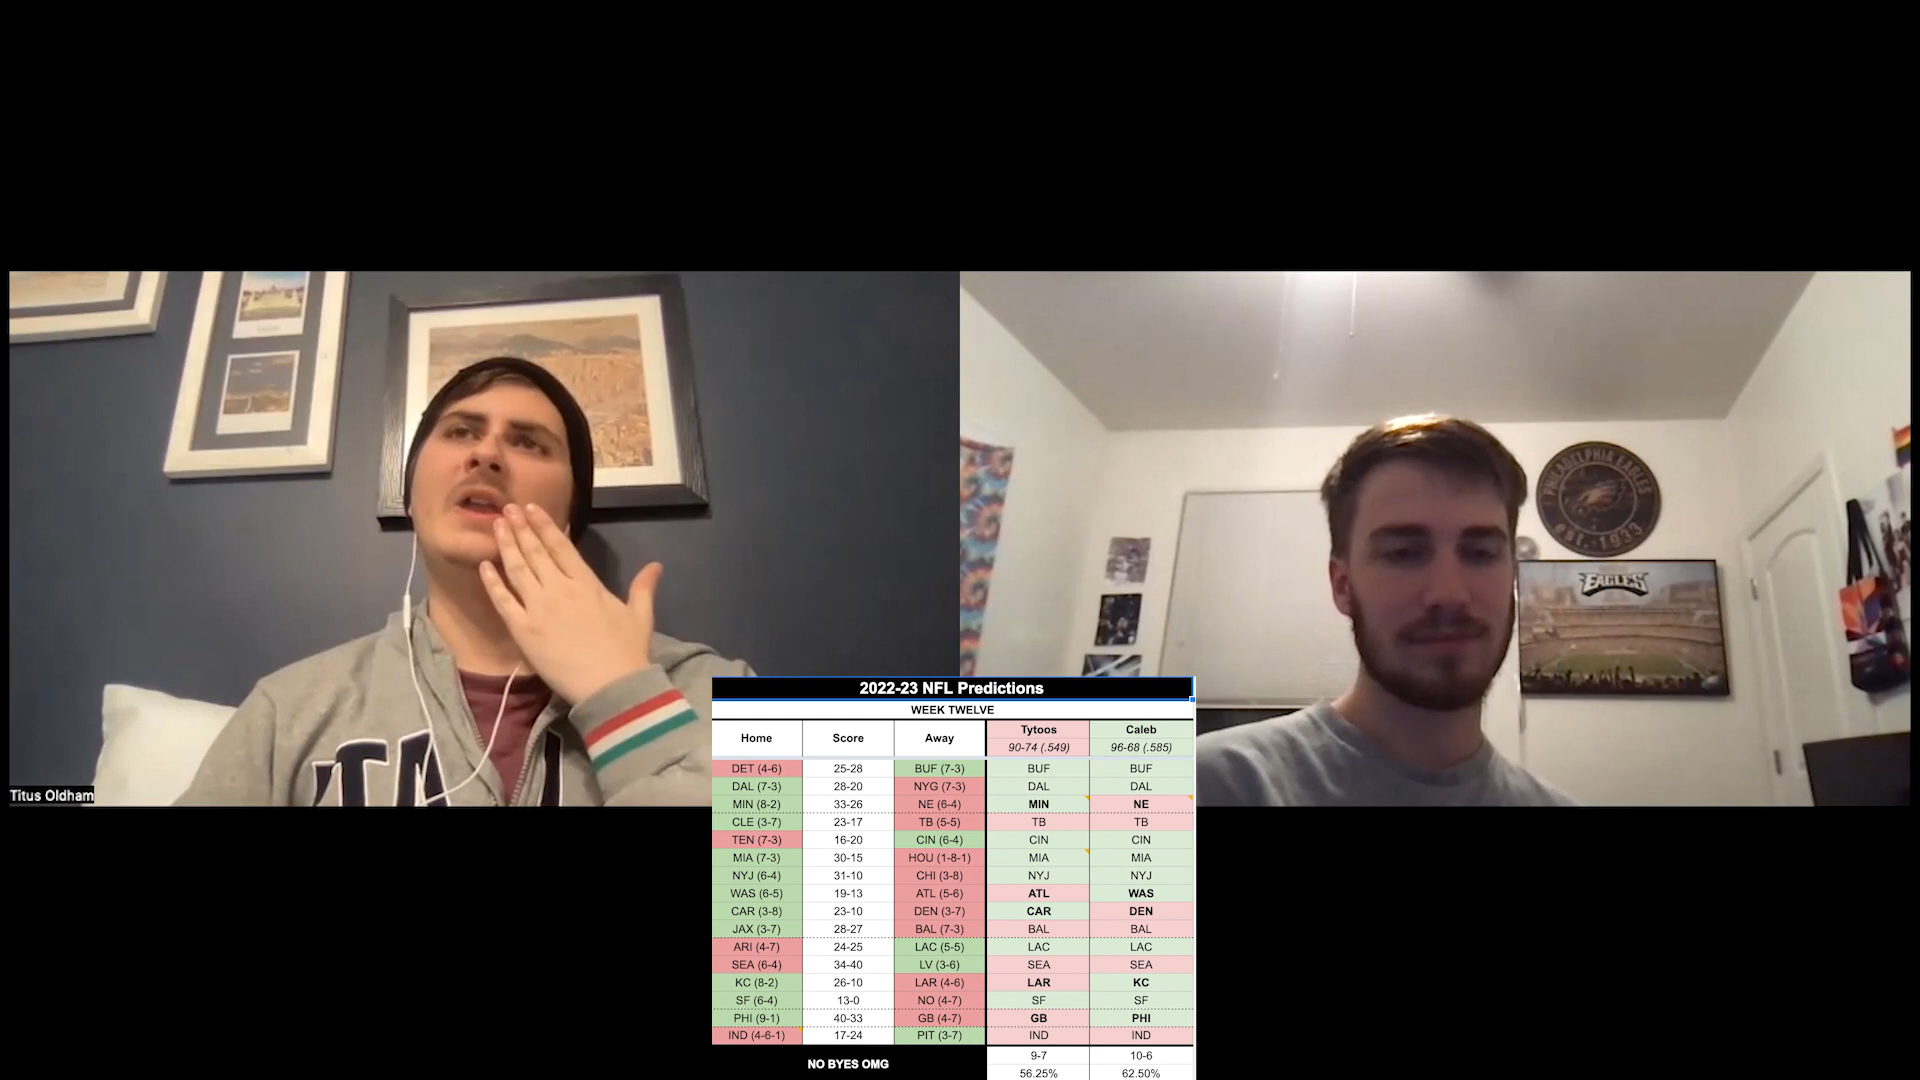 PHILADELPHIA EAGLES
est. 1933
EAGLES
Titus Oldham
2022-23 NFL Predictions
WEEK TWELVE
Home Score Away Tytoos Caleb
90-74 (.549) 96-68 (.585)
DET (4-6) 25-28 BUF (7-3) BUF BUF
DAL (7-3) 28-20 NYG (7-3) DAL DAL
MIN (8-2) 33-26 NE (6-4) MIN NE
CLE (3-7) 23-17 TB (5-5) TB TB
TEN (7-3) 16-20 CIN (6-4) CIN CIN
MIA (7-3) 30-15 HOU (1-8-1) MIA MIA
NYJ (6-4) 31-10 CHI (3-8) NYJ NYJ
WAS (6-5) 19-13 ATL (5-6) ATL WAS
CAR (3-8) 23-10 DEN (3-7) CAR DEN
JAX (3-7) 28-27 BAL (7-3) BAL BAL
ARI (4-7) 24-25 LAC (5-5) LAC LAC
SEA (6-4) 34-40 LV (3-6) SEA SEA
KC (8-2) 26-10 LAR (4-6) LAR KC
SF (6-4) 13-0 NO (4-7) SF SF
PHI (9-1) 40-33 GB (4-7) GB PHI
IND (4-6-1) 17-24 PIT (3-7) IND IND
NO BYES OMG
9-7 10-6
56.25% 62.50%